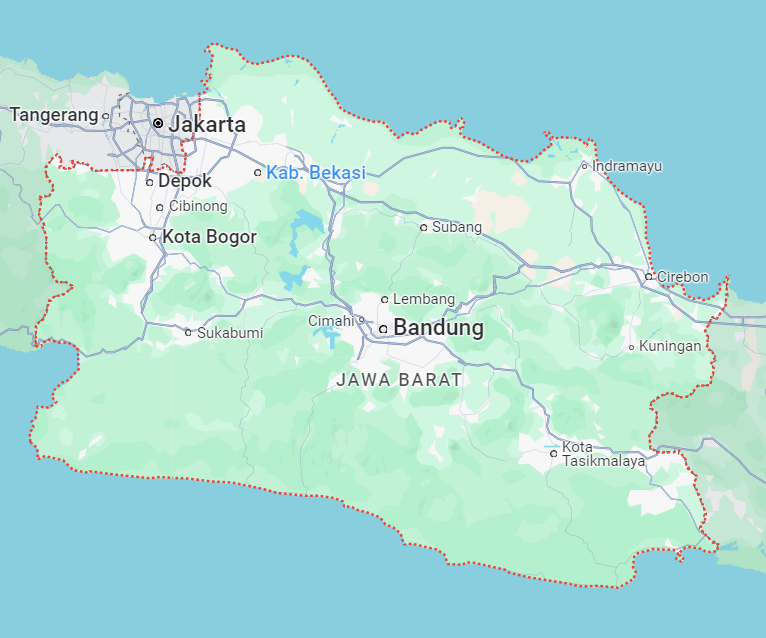 Tangerang
Jakarta
Indramayu
Kab. Bekasi
Depok
Cibinong
Subang
Kota Bogor
Cirebon
Lembang
Cimahi
Bandung
Sukabumi
Kuningan
JAWA BARAT
Kota
Tasikmalaya